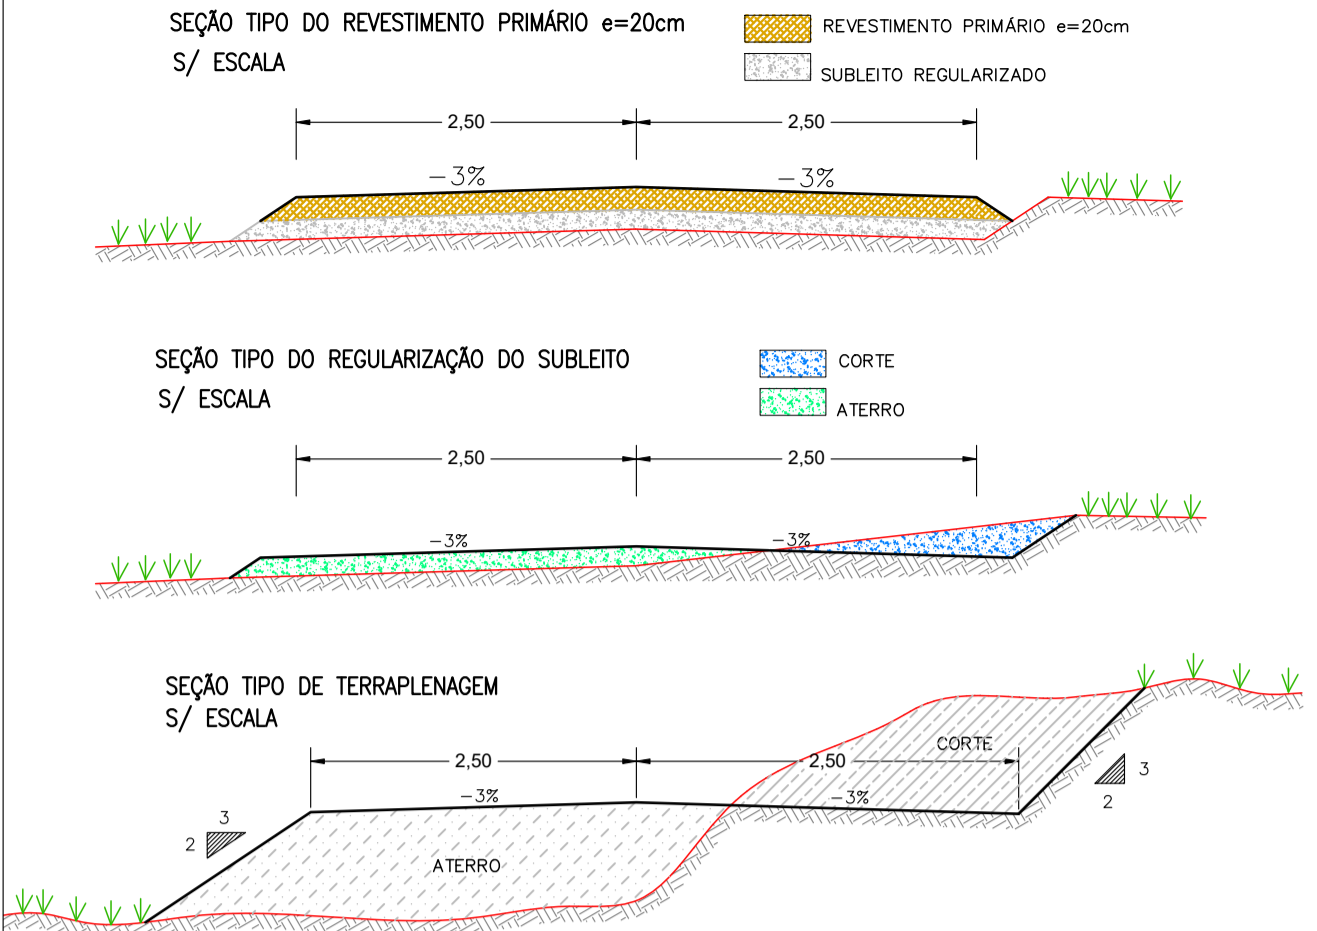 SEÇÃO TIPO DO REVESTIMENTO PRIMÁRIO e=20cm
S/ ESCALA
REVESTIMENTO PRIMÁRIO e=20cm
SUBLEITO REGULARIZADO
2,50
2,50
-3%
-3%
SEÇÃO TIPO DO REGULARIZAÇÃO DO SUBLEITO
S/ ESCALA
CORTE
ATERRO
2,50
2,50
-3%
-3%
SEÇÃO TIPO DE TERRAPLENAGEM
S/ ESCALA
CORTE
2,50
2,50
3
2
-3%
-3%
3
2
ATERRO